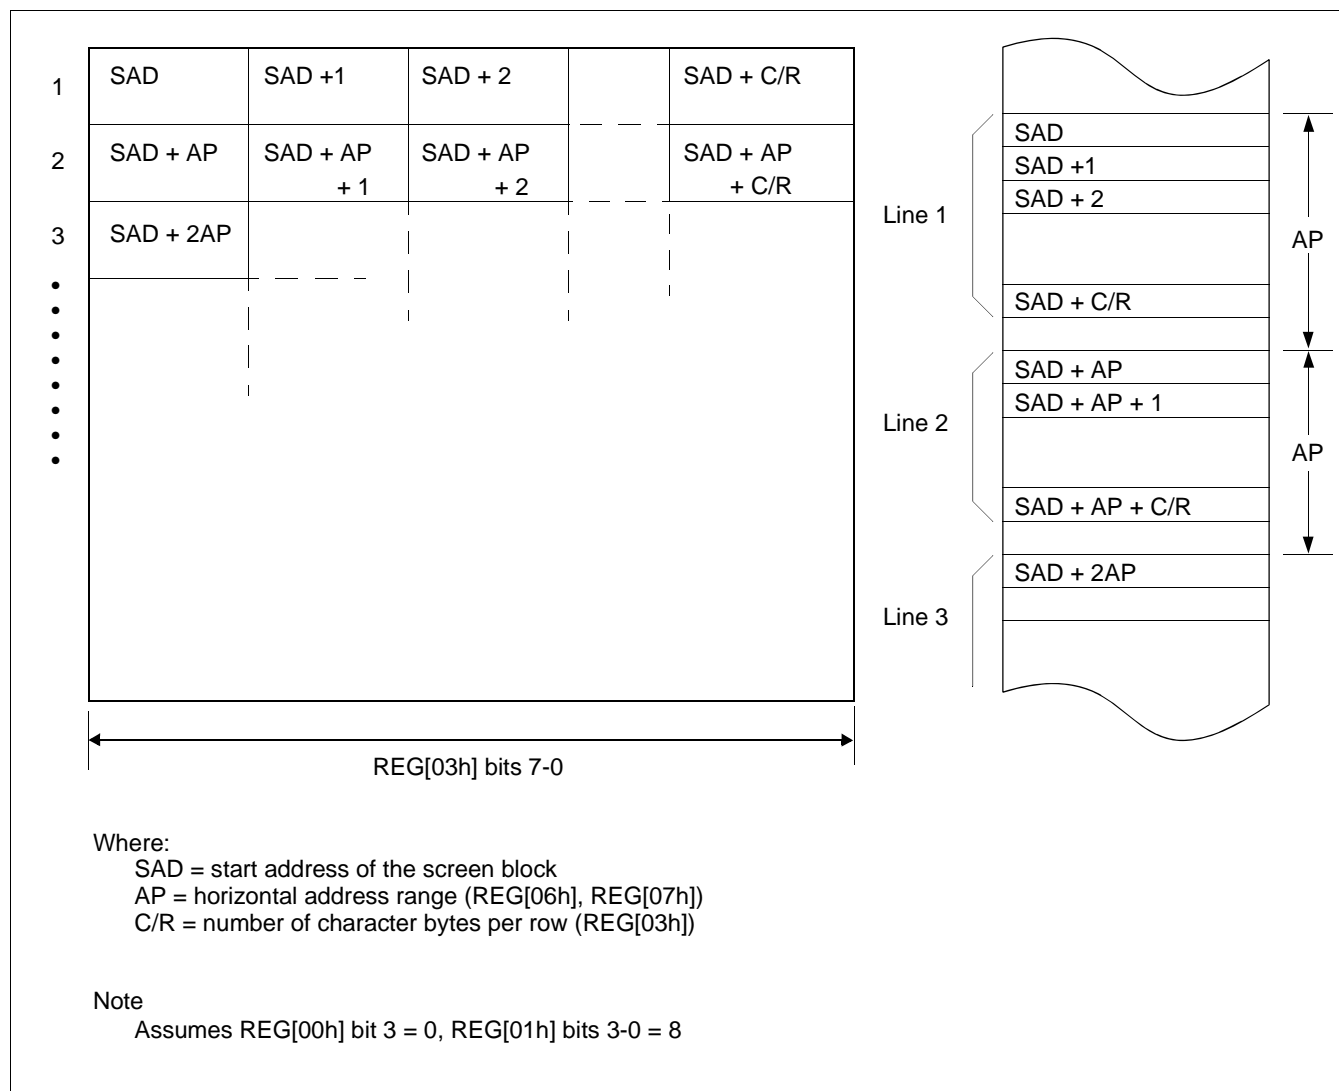 1 SAD SAD +1 SAD + 2 SAD + C/R
2 SAD + AP SAD + AP + 1 SAD + AP + 2 SAD + AP + C/R
3 SAD + 2AP
REG[03h] bits 7-0
Line 1
SAD
SAD +1
SAD + 2
SAD + C/R
AP
Line 2
SAD + AP
SAD + AP + 1
SAD + AP + C/R
AP
Line 3
SAD + 2AP
Where:
SAD = start address of the screen block
AP = horizontal address range (REG[06h], REG[07h])
C/R = number of character bytes per row (REG[03h])
Note
Assumes REG[00h] bit 3 = 0, REG[01h] bits 3-0 = 8